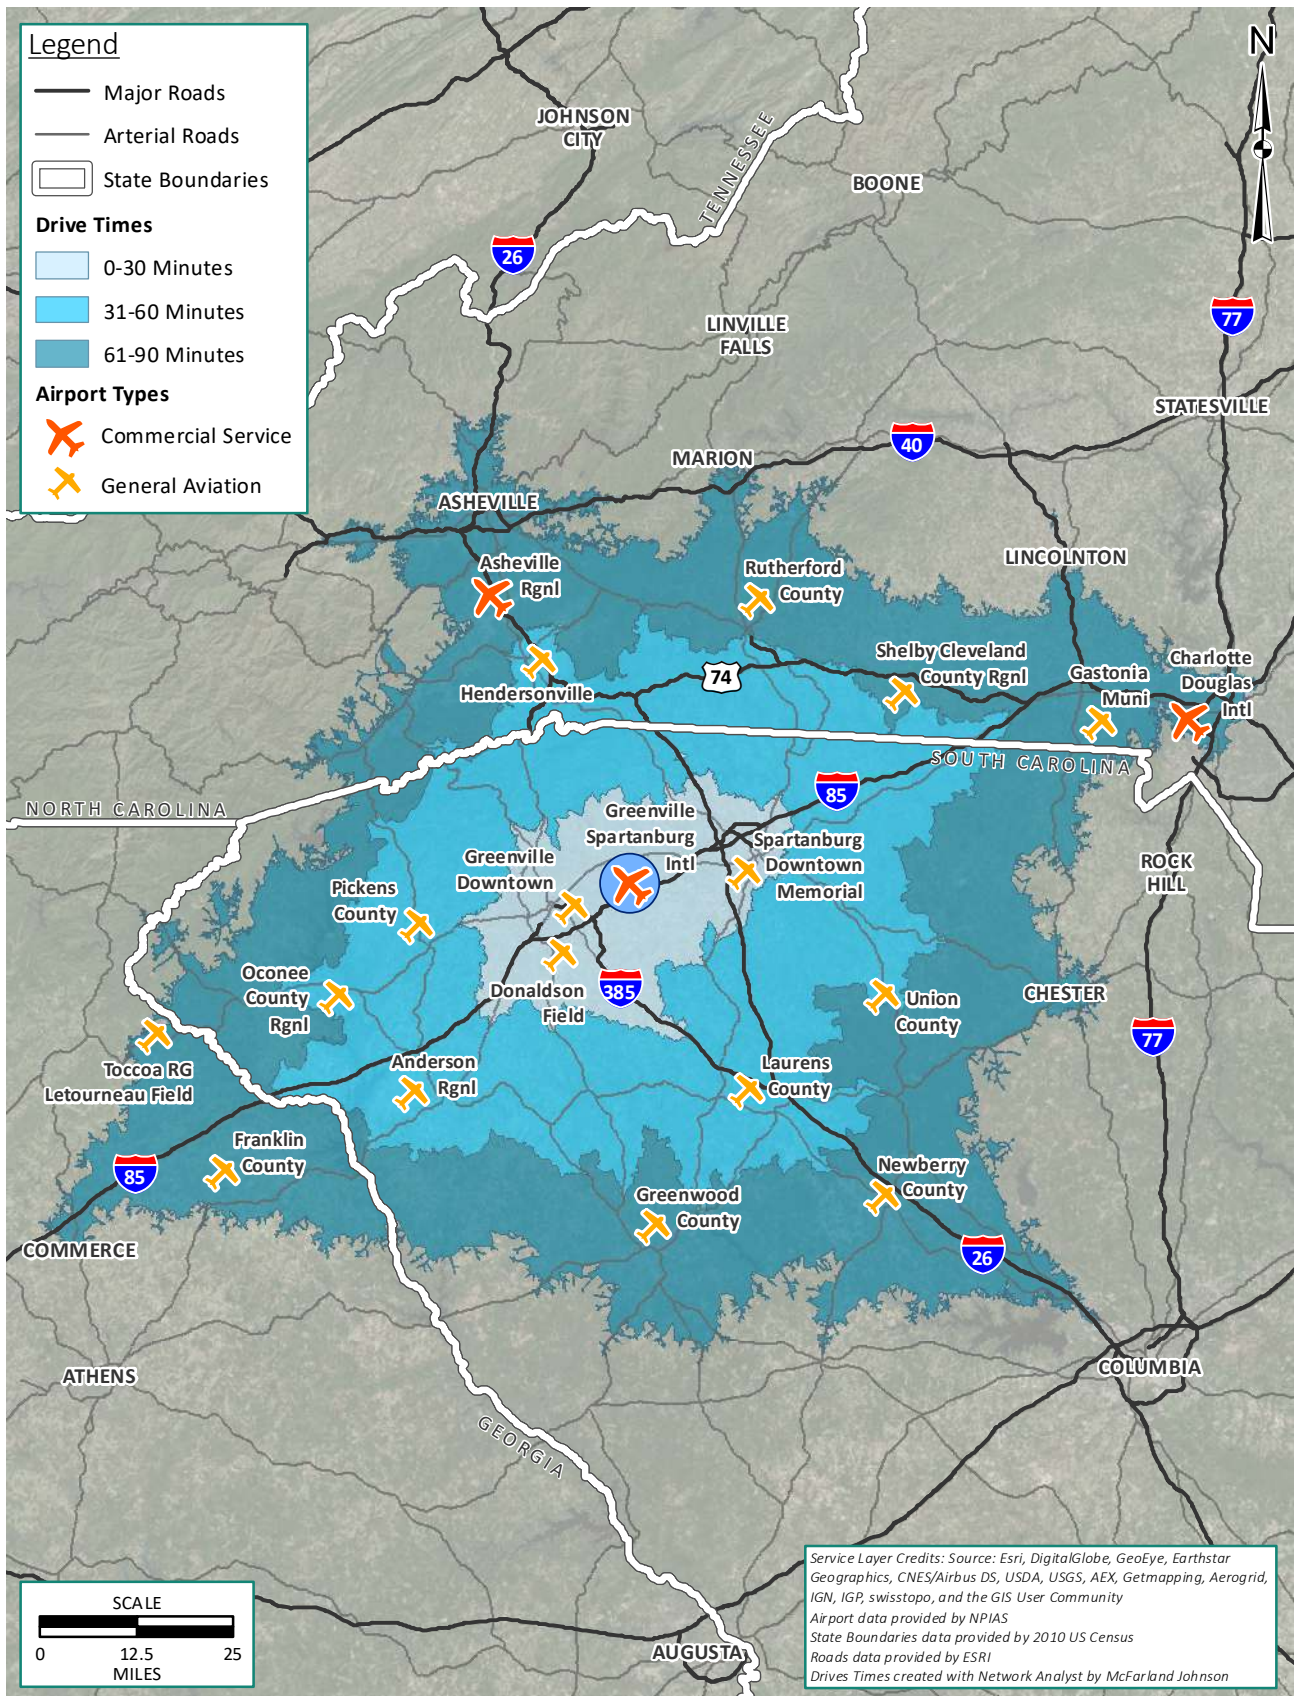 Legend
Major Roads
Arterial Roads
State Boundaries
Drive Times
0-30 Minutes
31-60 Minutes
61-90 Minutes
Airport Types
Commercial Service
General Aviation
N
JOHNSON
CITY
TENNESSEE
BOONE
26
77
LINVILLE
FALLS
STATESVILLE
40
MARION
ASHEVILLE
LINCOLNTON
Asheville
Rgnl
Rutherford
County
Shelby Cleveland
County Rgnl
Charlotte
Douglas
Intl
Gastonia
Muni
74
Hendersonville
SOUTH CAROLINA
NORTH CAROLINA
85
Greenville
Spartanburg
Intl
Spartanburg
Downtown
Memorial
Greenville
Downtown
ROCK
HILL
Pickens
County
Oconee
County
Rgnl
Donaldson
Field
385
Union
County
CHESTER
77
Toccoa RG
Letourneau Field
Anderson
Rgnl
Laurens
County
Franklin
County
85
Newberry
County
Greenwood
County
COMMERCE
26
ATHENS
COLUMBIA
GEORGIA
AUGUSTA
SCALE
0 12.5 25
MILES
Service Layer Credits: Source: Esri, DigitalGlobe, GeoEye, Earthstar
Geographics, CNES/Airbus DS, USDA, USGS, AEX, Getmapping, Aerogrid,
IGN, IGP, swisstopo, and the GIS User Community
Airport data provided by NPIAS
State Boundaries data provided by 2010 US Census
Roads data provided by ESRI
Drives Times created with Network Analyst by McFarland Johnson